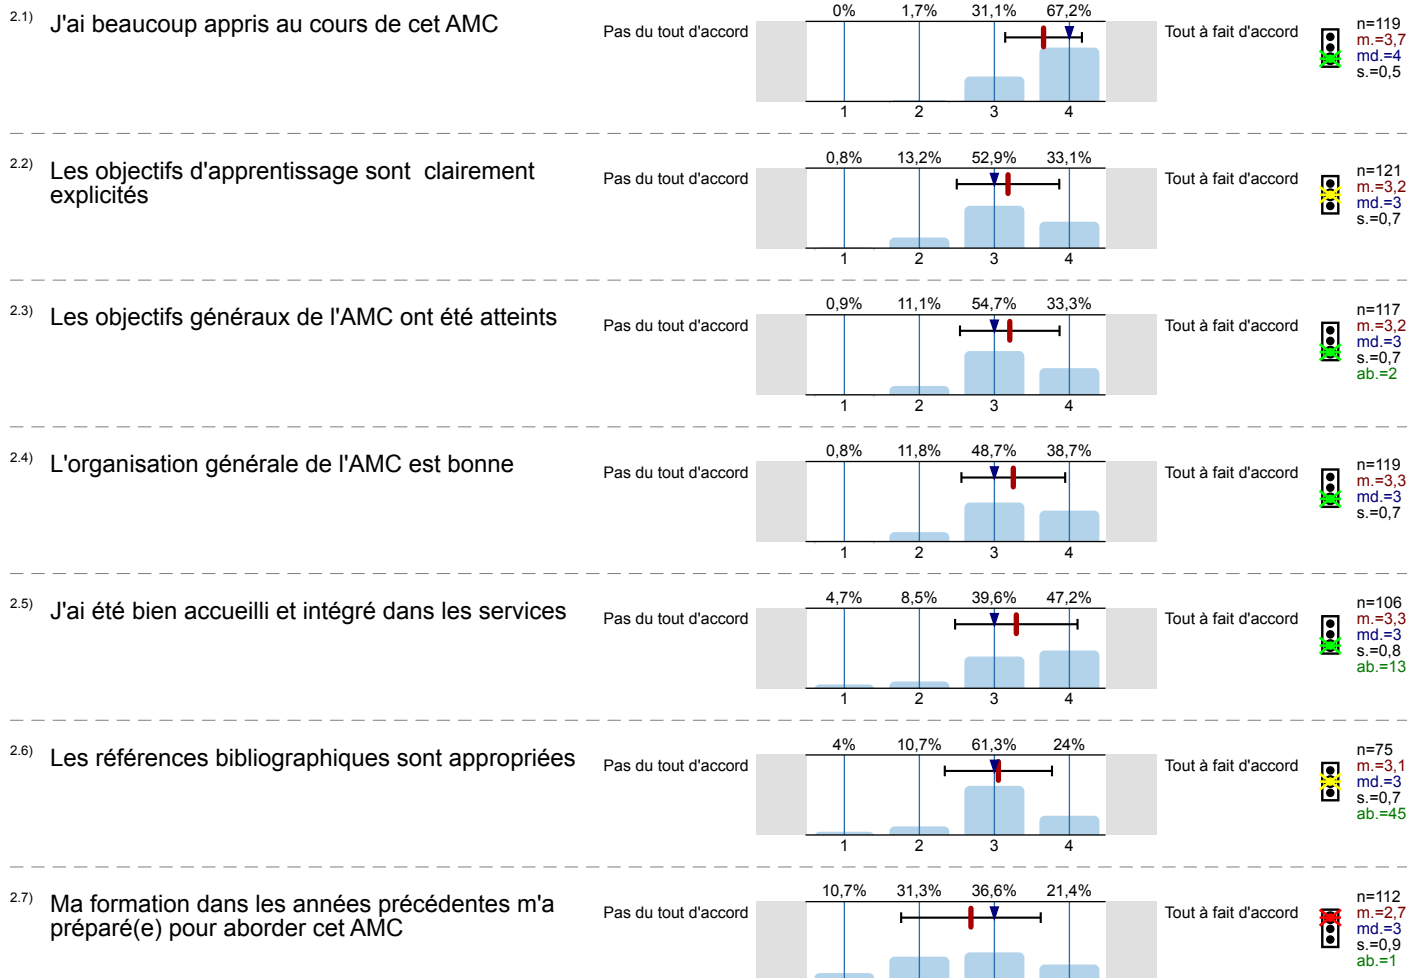 2.1) J'ai beaucoup appris au cours de cet AMC
Pas du tout d'accord
0% 1,7% 31,1% 67,2%
1 2 3 4
Tout à fait d'accord
n=119
m.=3,7
md.=4
s.=0,5
2.2) Les objectifs d'apprentissage sont clairement
explicités
Pas du tout d'accord
0,8% 13,2% 52,9% 33,1%
1 2 3 4
Tout à fait d'accord
n=121
m.=3,2
md.=3
s.=0,7
2.3) Les objectifs généraux de l'AMC ont été atteints
Pas du tout d'accord
0,9% 11,1% 54,7% 33,3%
1 2 3 4
Tout à fait d'accord
n=117
m.=3,2
md.=3
s.=0,7
ab.=2
2.4) L'organisation générale de l'AMC est bonne
Pas du tout d'accord
0,8% 11,8% 48,7% 38,7%
1 2 3 4
Tout à fait d'accord
n=119
m.=3,3
md.=3
s.=0,7
2.5) J'ai été bien accueilli et intégré dans les services
Pas du tout d'accord
4,7% 8,5% 39,6% 47,2%
1 2 3 4
Tout à fait d'accord
n=106
m.=3,3
md.=3
s.=0,8
ab.=13
2.6) Les références bibliographiques sont appropriées
Pas du tout d'accord
4% 10,7% 61,3% 24%
1 2 3 4
Tout à fait d'accord
n=75
m.=3,1
md.=3
s.=0,7
ab.=45
2.7) Ma formation dans les années précédentes m'a
préparé(e) pour aborder cet AMC
Pas du tout d'accord
10,7% 31,3% 36,6% 21,4%
Tout à fait d'accord
n=112
m.=2,7
md.=3
s.=0,9
ab.=1